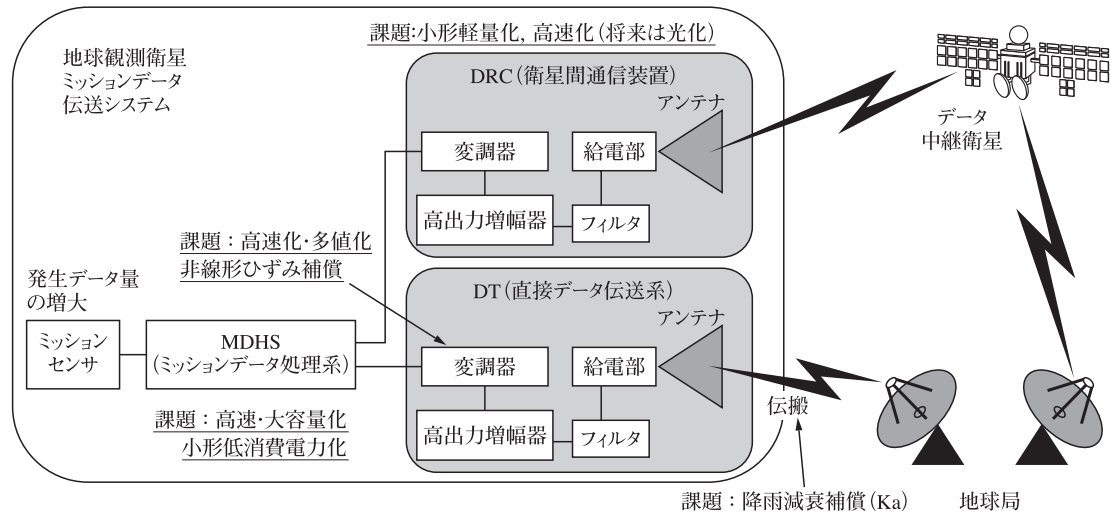 課題:小形軽量化, 高速化(将来は光化)
地球観測衛星
ミッションデータ
伝送システム
DRC(衛星間通信装置)
アンテナ
変調器
給電部
高出力増幅器
フィルタ
データ
中継衛星
課題：高速化·多値化
非線形ひずみ補償
発生データ量
の増大
ミッション
センサ
MDHS
(ミッションデータ処理系)
課題：高速·大容量化
小形低消費電力化
DT(直接データ伝送系)
アンテナ
変調器
給電部
高出力増幅器
フィルタ
伝搬
課題：降雨減衰補償(Ka)
地球局